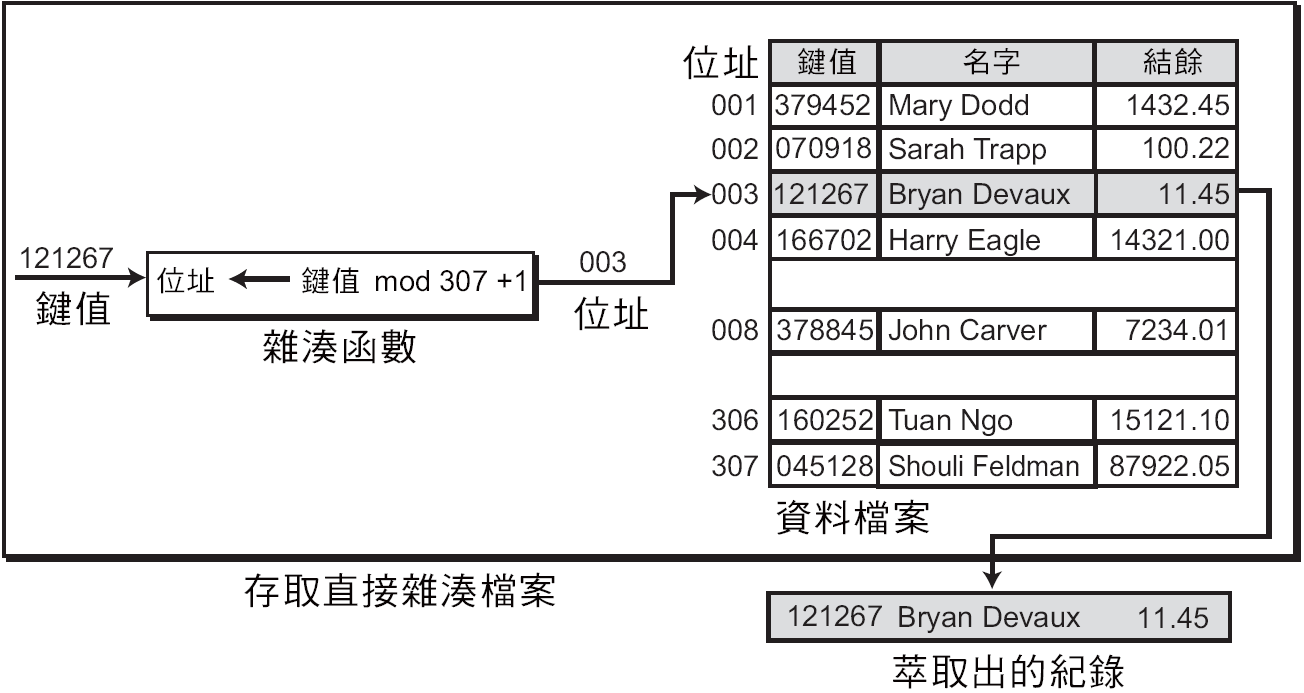 位址 鍵值 名字 結餘
001 379452 Mary Dodd 1432.45
002 070918 Sarah Trapp 100.22
003 121267 Bryan Devaux 11.45
004 166702 Harry Eagle 14321.00
008 378845 John Carver 7234.01
306 160252 Tuan Ngo 15121.10
307 045128 Shouli Feldman 87922.05
資料檔案
121267
鍵值
位址 ← 鍵值 mod 307 +1
雜湊函數
003
位址
存取直接雜湊檔案
121267 Bryan Devaux 11.45
萃取出的紀錄